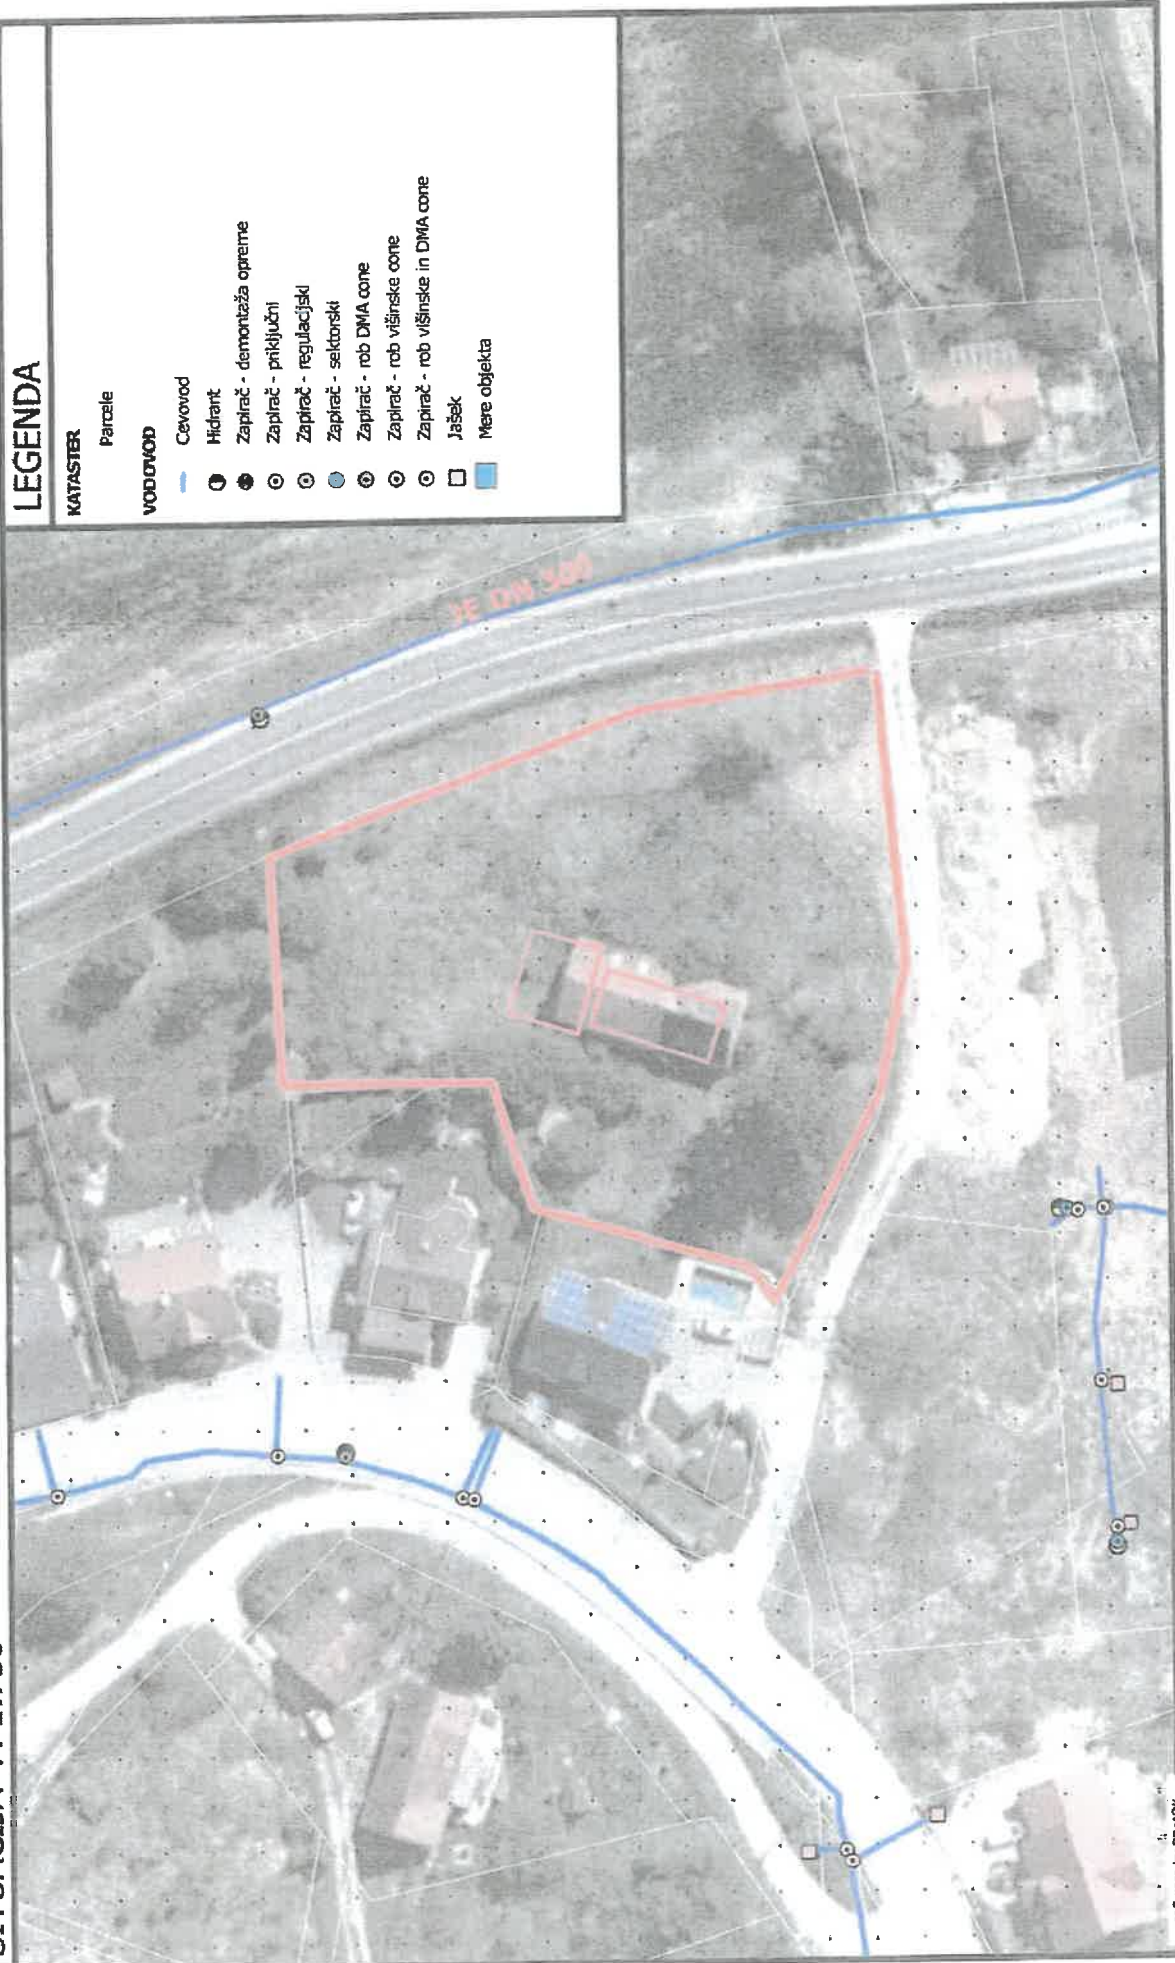 LEGENDA
KATASTER
Parcele
VODOVOD
Cevovod
Hidrant
Zapirač - demontaža opreme
Zapirač - priključni
Zapirač - regulacijski
Zapirač - sektorski
Zapirač - rob DMA cone
Zapirač - rob višinske cone
Zapirač - rob višinske in DMA cone
Jašek
Mere objekta
DN 300